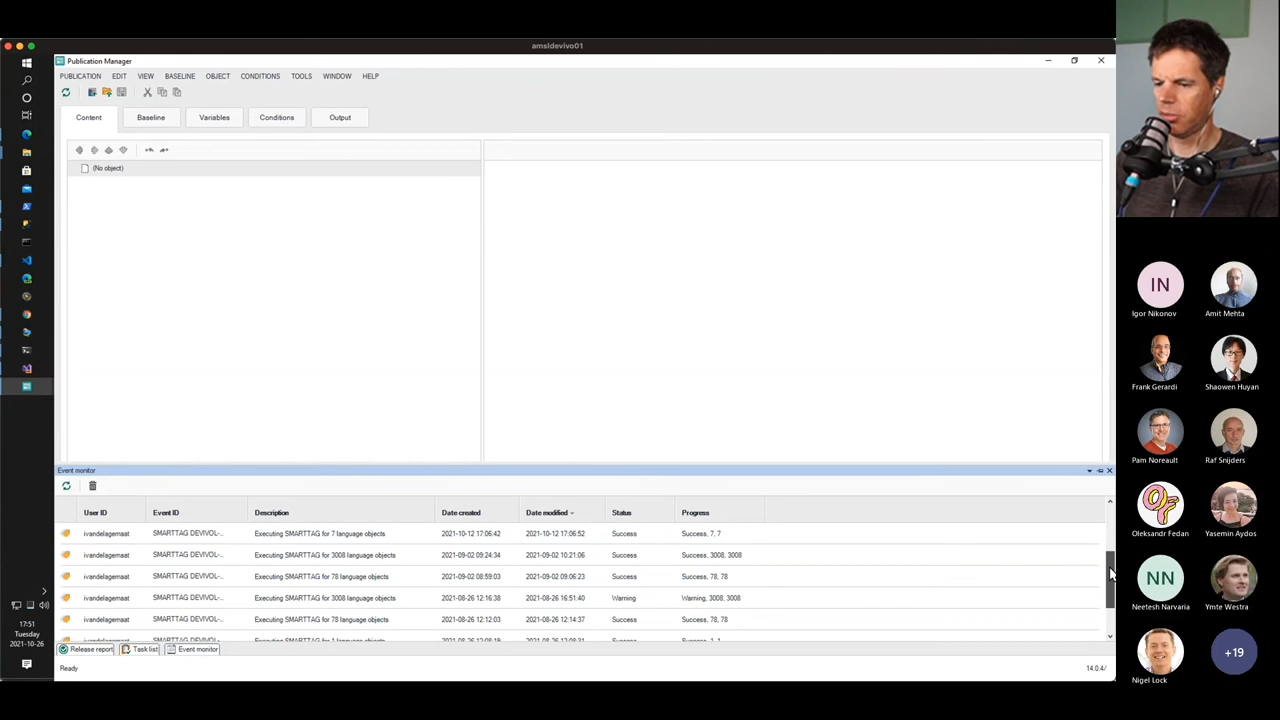 amsldevivo01
Publication Manager
PUBLICATION EDIT VIEW BASELINE OBJECT CONDITIONS TOOLS WINDOW HELP
Content Baseline Variables Conditions Output
(No object)
Event monitor
User ID Event ID Description Date created Date modified Status Progress
ivandelagemaat SMARTTAG DEVIVOL-... Executing SMARTTAG for 7 language objects 2021-10-12 17:06:42 2021-10-12 17:06:52 Success Success, 7, 7
ivandelagemaat SMARTTAG DEVIVOL-... Executing SMARTTAG for 3008 language objects 2021-09-02 09:24:34 2021-09-02 10:21:06 Success Success, 3008, 3008
ivandelagemaat SMARTTAG DEVIVOL-... Executing SMARTTAG for 78 language objects 2021-09-02 08:59:03 2021-09-02 09:06:23 Success Success, 78, 78
ivandelagemaat SMARTTAG DEVIVOL-... Executing SMARTTAG for 3008 language objects 2021-08-26 12:16:38 2021-08-26 16:51:40 Warning Warning, 3008, 3008
ivandelagemaat SMARTTAG DEVIVOL-... Executing SMARTTAG for 78 language objects 2021-08-26 12:12:03 2021-08-26 12:14:37 Success Success, 78, 78
Release report Task list Event monitor
Ready 14.0.4/
17:51
Tuesday
2021-10-26
IN
Igor Nikonov Amit Mehta
Frank Gerardi Shaowen Huyan
Pam Noreault Raf Snijders
Oleksandr Fedan Yasemin Aydos
NN
Neetesh Narvaria Ymte Westra
+19
Nigel Lock